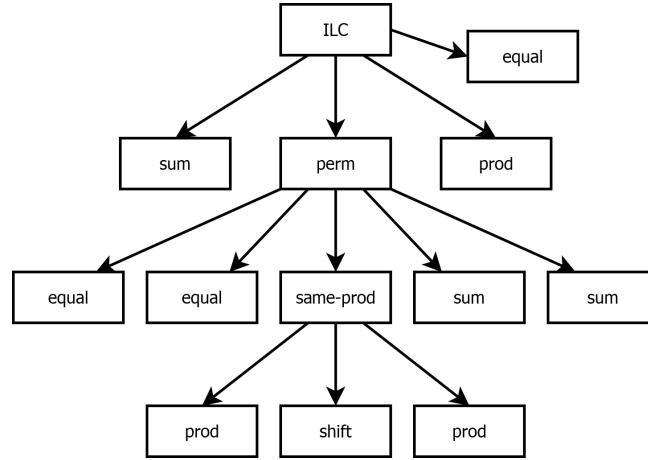 ILC
equal
sum
perm
prod
equal
equal
same-prod
sum
sum
prod
shift
prod